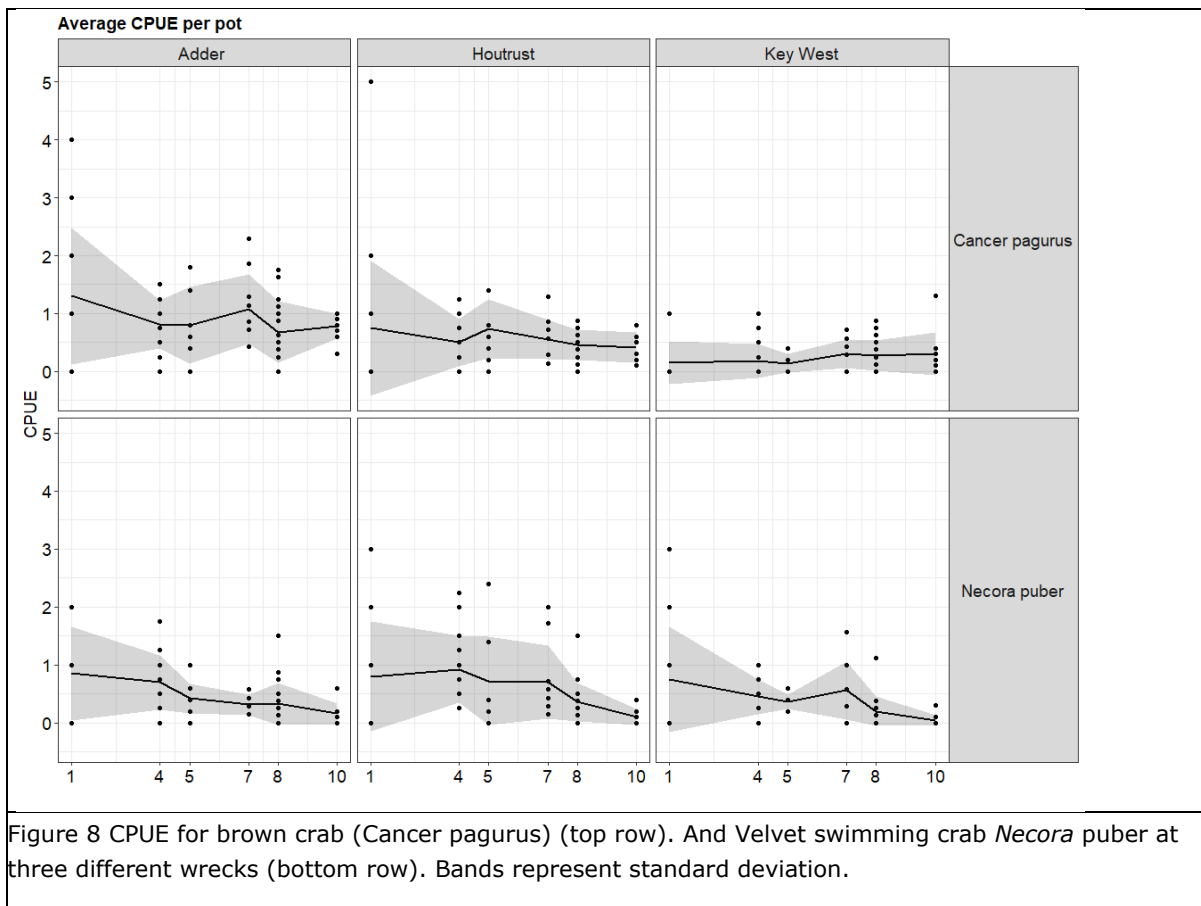 Average CPUE per pot
Adder Houtrust Key West
5
4
3
2
1
0
Cancer pagurus
CPUE
5
4
3
2
1
0
Necora puber
1 4 5 7 8 10 1 4 5 7 8 10 1 4 5 7 8 10
Figure 8 CPUE for brown crab (Cancer pagurus) (top row). And Velvet swimming crab Necora puber at
three different wrecks (bottom row). Bands represent standard deviation.